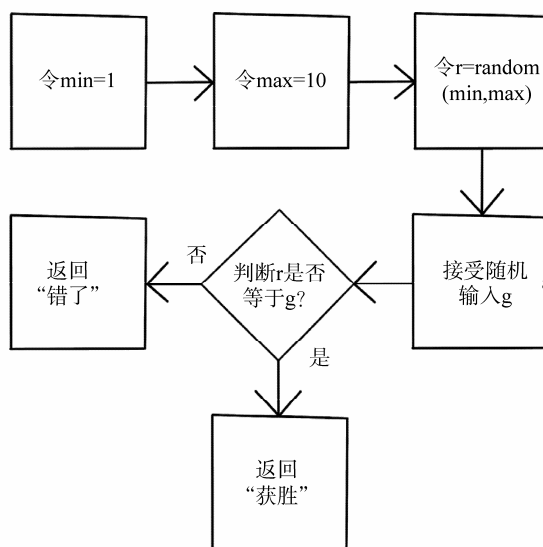 令min=1
令max=10
令r=random
(min,max)
接受随机
输入g
判断r是否
等于g?
否
返回
“错了”
是
返回
“获胜”